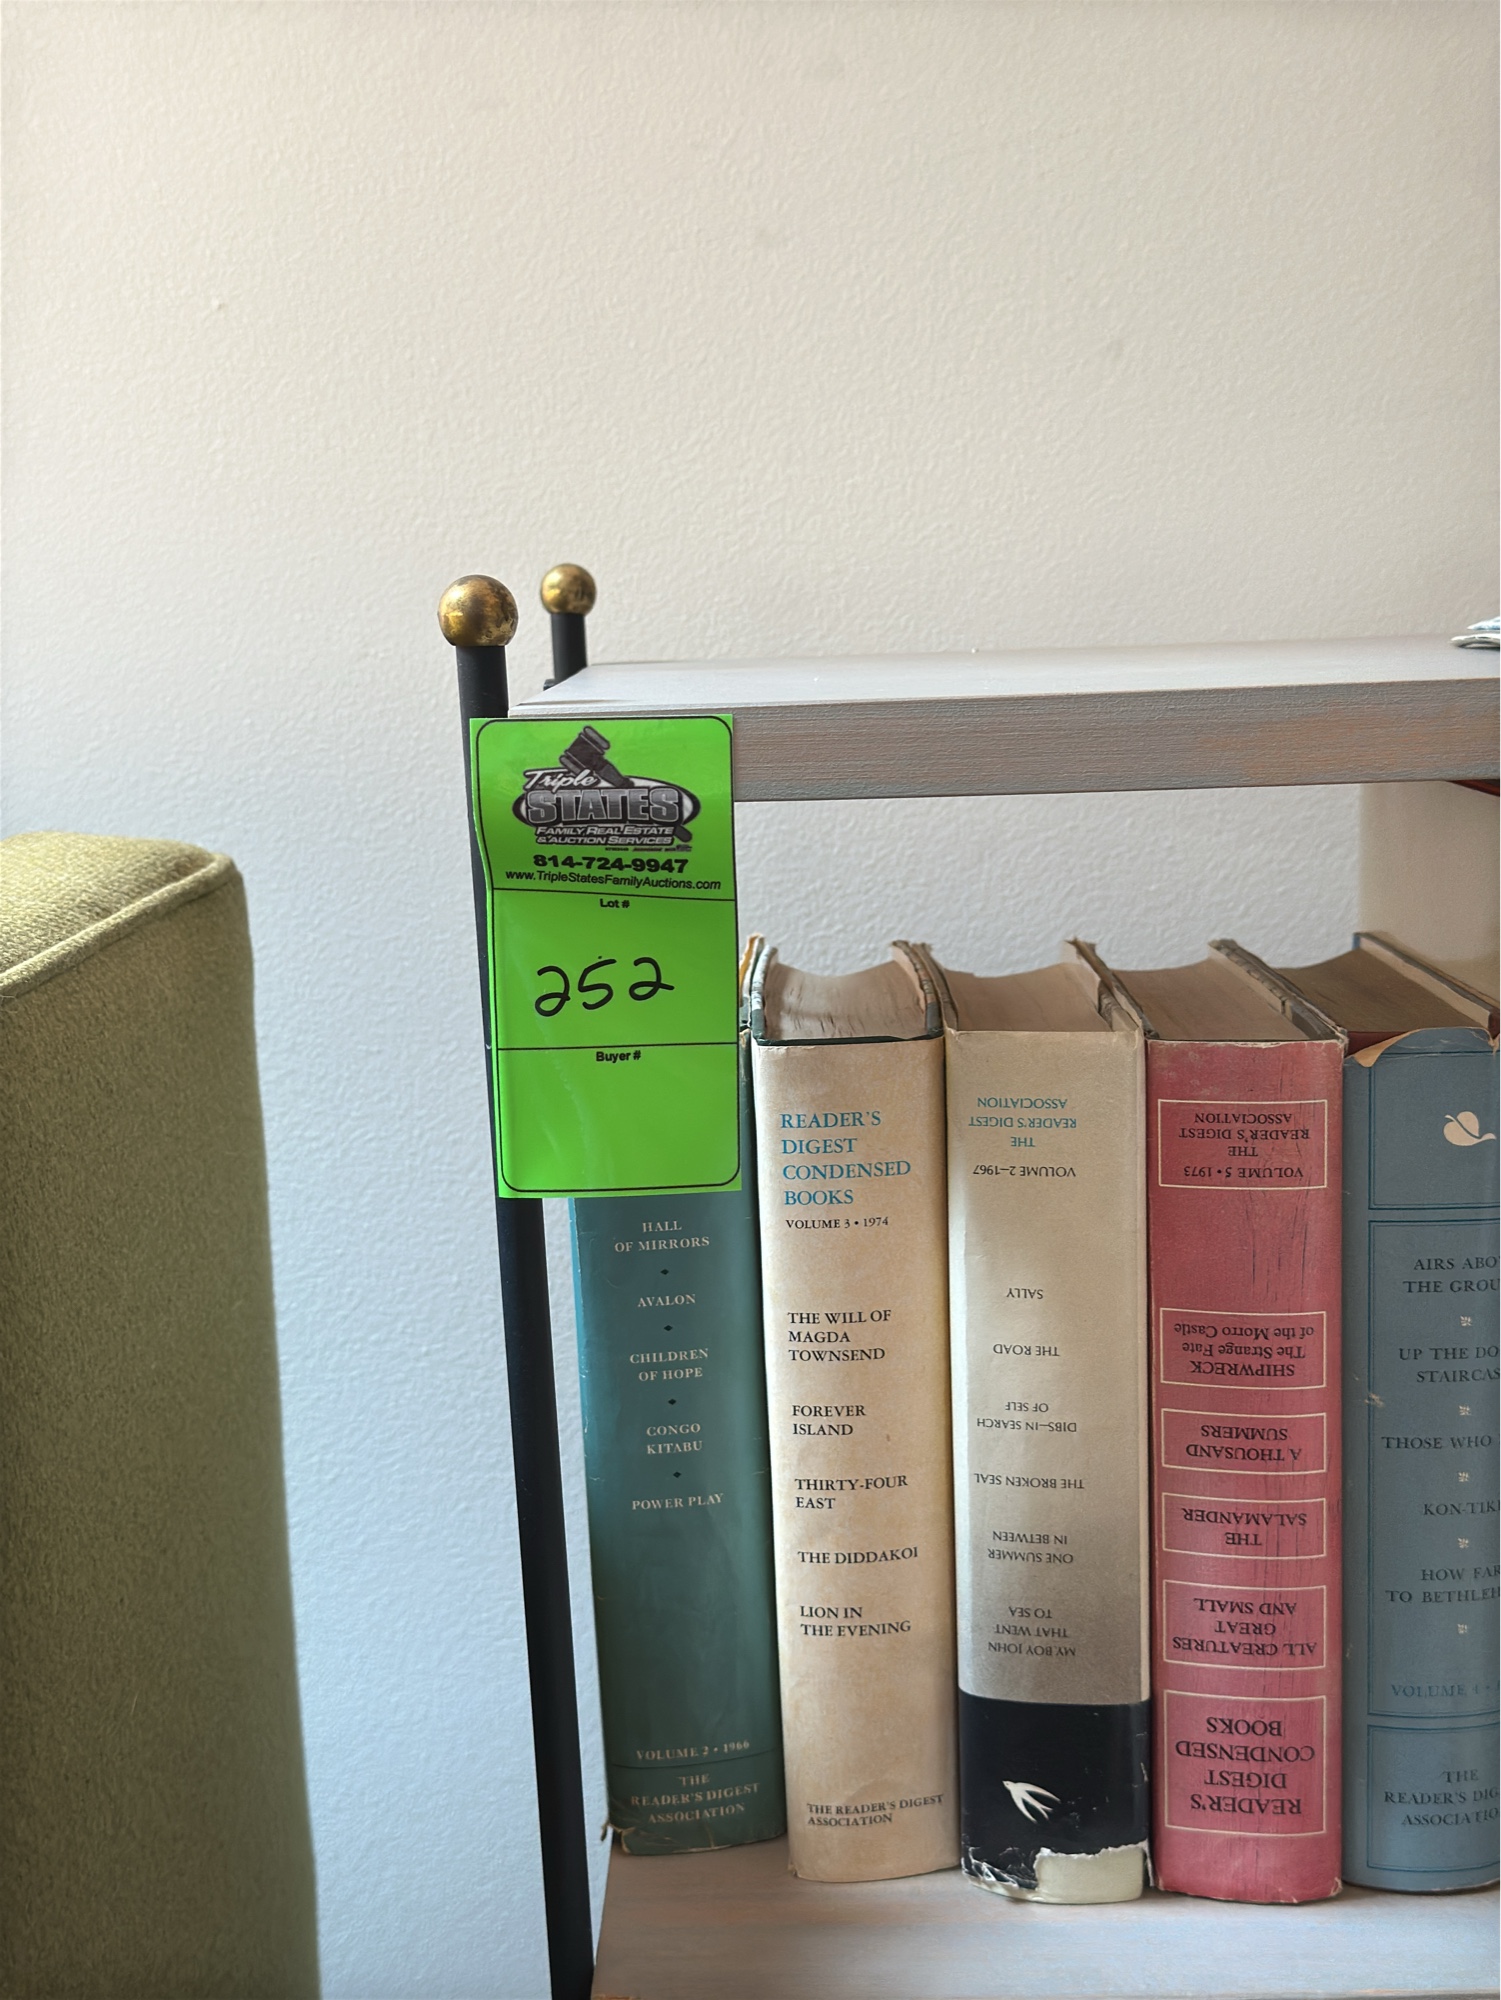 Triple
STATES
FAMILY REAL ESTATE
& AUCTION SERVICES
814-724-9947
www.TripleStatesFamilyAuctions.com
Lot #
252
Buyer #
HALL
OF MIRRORS
AVALON
CHILDREN
OF HOPE
CONGO
KITABU
POWER PLAY
VOLUME 2 • 1966
THE
READER'S DIGEST
ASSOCIATION
READER'S
DIGEST
CONDENSED
BOOKS
VOLUME 3 • 1974
THE WILL OF
MAGDA
TOWNSEND
FOREVER
ISLAND
THIRTY-FOUR
EAST
THE DIDDAKOI
LION IN
THE EVENING
THE READER'S DIGEST
ASSOCIATION
MY BOY JOHN
THAT WENT
TO SEA
ONE SUMMER
IN BETWEEN
THE BROKEN SEAL
DIBS—IN SEARCH
OF SELF
THE ROAD
SALLY
VOLUME 2—1967
THE
READER'S DIGEST
ASSOCIATION
READER'S
DIGEST
CONDENSED
BOOKS
ALL CREATURES
GREAT
AND SMALL
THE
SALAMANDER
A THOUSAND
SUMMERS
SHIPWRECK
The Strange Fate
of the Morro Castle
VOLUME 5 • 1973
THE
READER'S DIGEST
ASSOCIATION
AIRS ABO
THE GROU
UP THE DO
STAIRCAS
THOSE WHO
KON-TIK
HOW FAR
TO BETHLEH
VOLUME 4 •
THE
READER'S DIG
ASSOCIATIO